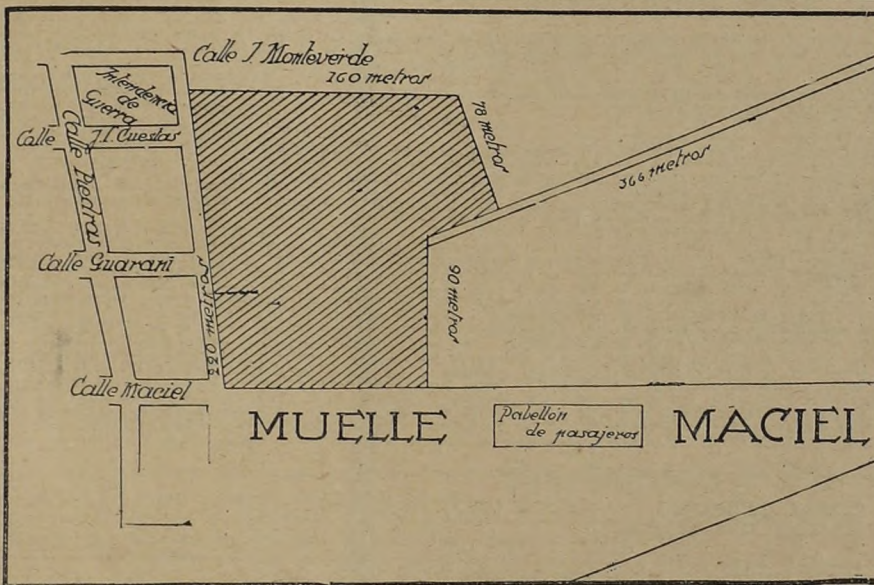 Calle J. Monteverde
160 metros
Intendencia
de
Guerra
78 metros
Calle J. I. Cuestas
366 metros
Calle Piedras
Calle Guaraní
90 metros
220 metros
Calle Maciel
MUELLE
Pabellón
de pasajeros
MACIEL